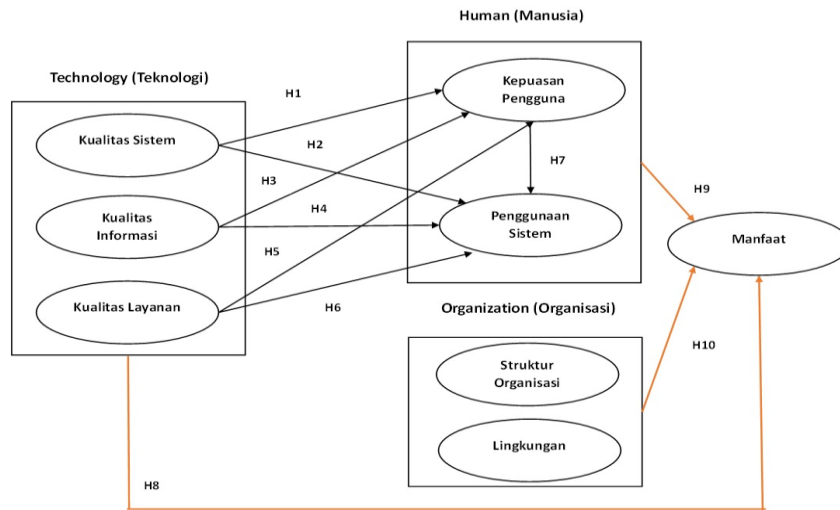 Human (Manusia)
Technology (Teknologi)
Kepuasan
Pengguna
H1
Kualitas Sistem
H2
H7
H3
H9
Kualitas
Informasi
H4
Penggunaan
Sistem
Manfaat
H5
Kualitas Layanan
H6
Organization (Organisasi)
H10
Struktur
Organisasi
Lingkungan
H8